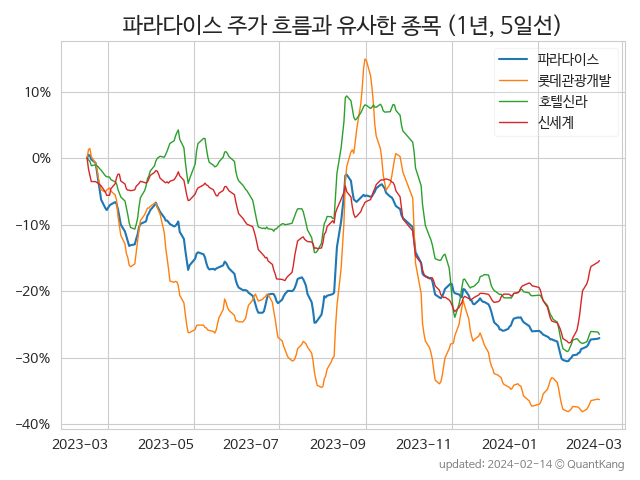 파라다이스 주가 흐름과 유사한 종목 (1년, 5일선)
파라다이스
롯데관광개발
호텔신라
신세계
10%
0%
−10%
−20%
−30%
−40%
2023-03 2023-05 2023-07 2023-09 2023-11 2024-01 2024-03
updated: 2024-02-14 © QuantKang